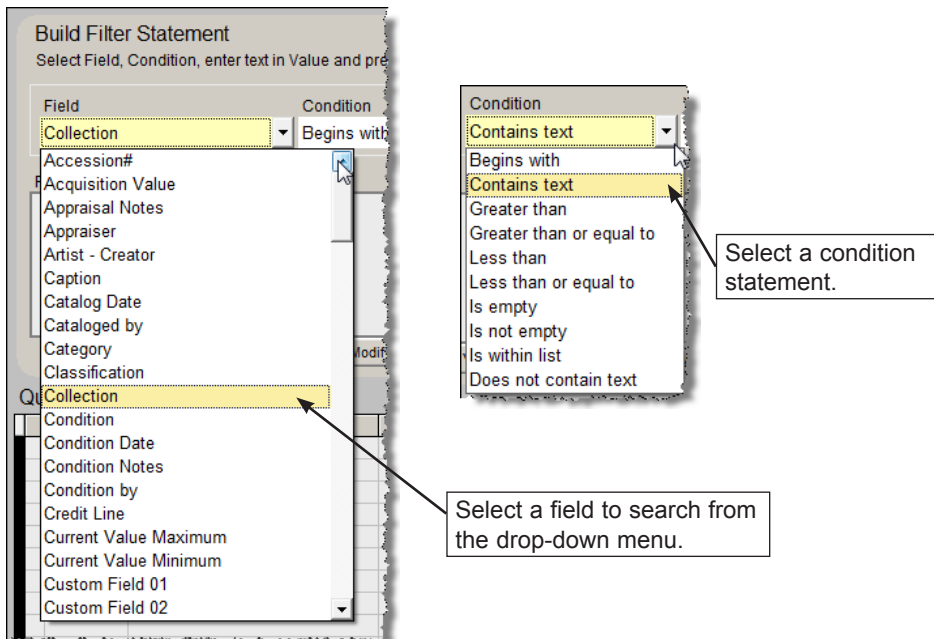 Build Filter Statement
Select Field, Condition, enter text in Value and pre
Field Condition
Collection Begins with
Accession#
Acquisition Value
Appraisal Notes
Appraiser
Artist - Creator
Caption
Catalog Date
Cataloged by
Category
Classification
Collection
Condition
Condition Date
Condition Notes
Condition by
Credit Line
Current Value Maximum
Current Value Minimum
Custom Field 01
Custom Field 02
Modif
Qu
Condition
Contains text
Begins with
Contains text
Greater than
Greater than or equal to
Less than
Less than or equal to
Is empty
Is not empty
Is within list
Does not contain text
Select a condition
statement.
Select a field to search from
the drop-down menu.